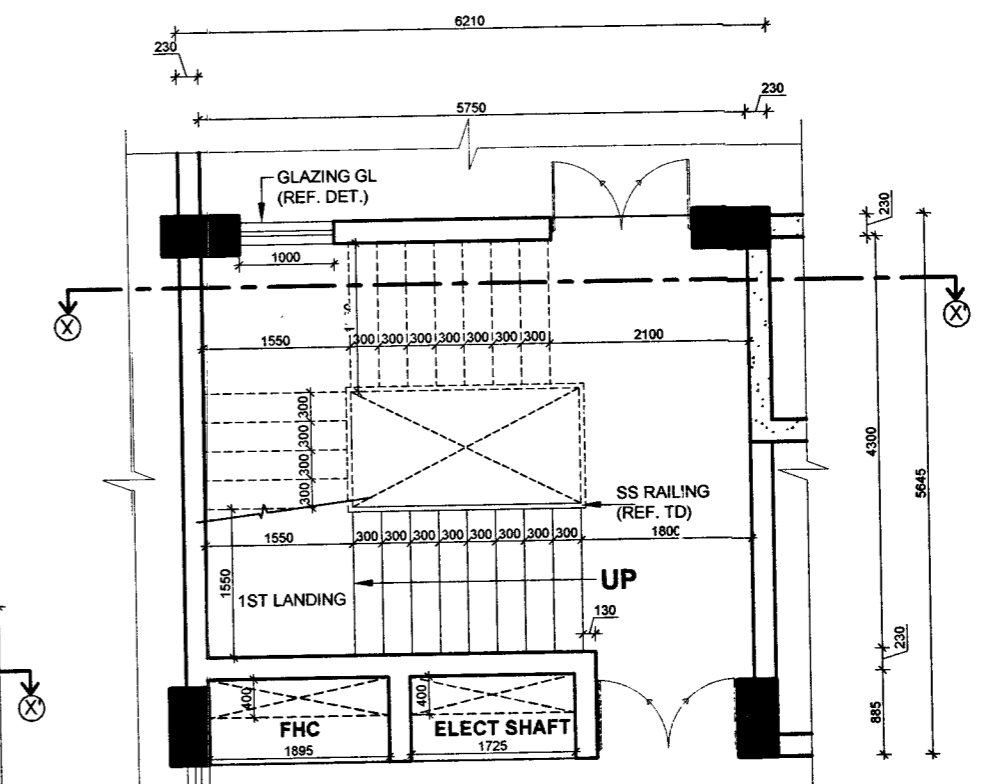 6210
230
5750
230
GLAZING GL
(REF. DET.)
230
1000
X
X'
1550
300 300 300 300 300 300 300
2100
300
300
300
300
4300
5645
SS RAILING
(REF. TD)
1550
300 300 300 300 300 300 300 300
1800
1550
1ST LANDING
UP
130
230
X'
400
400
885
FHC
ELECT SHAFT
1895
1725